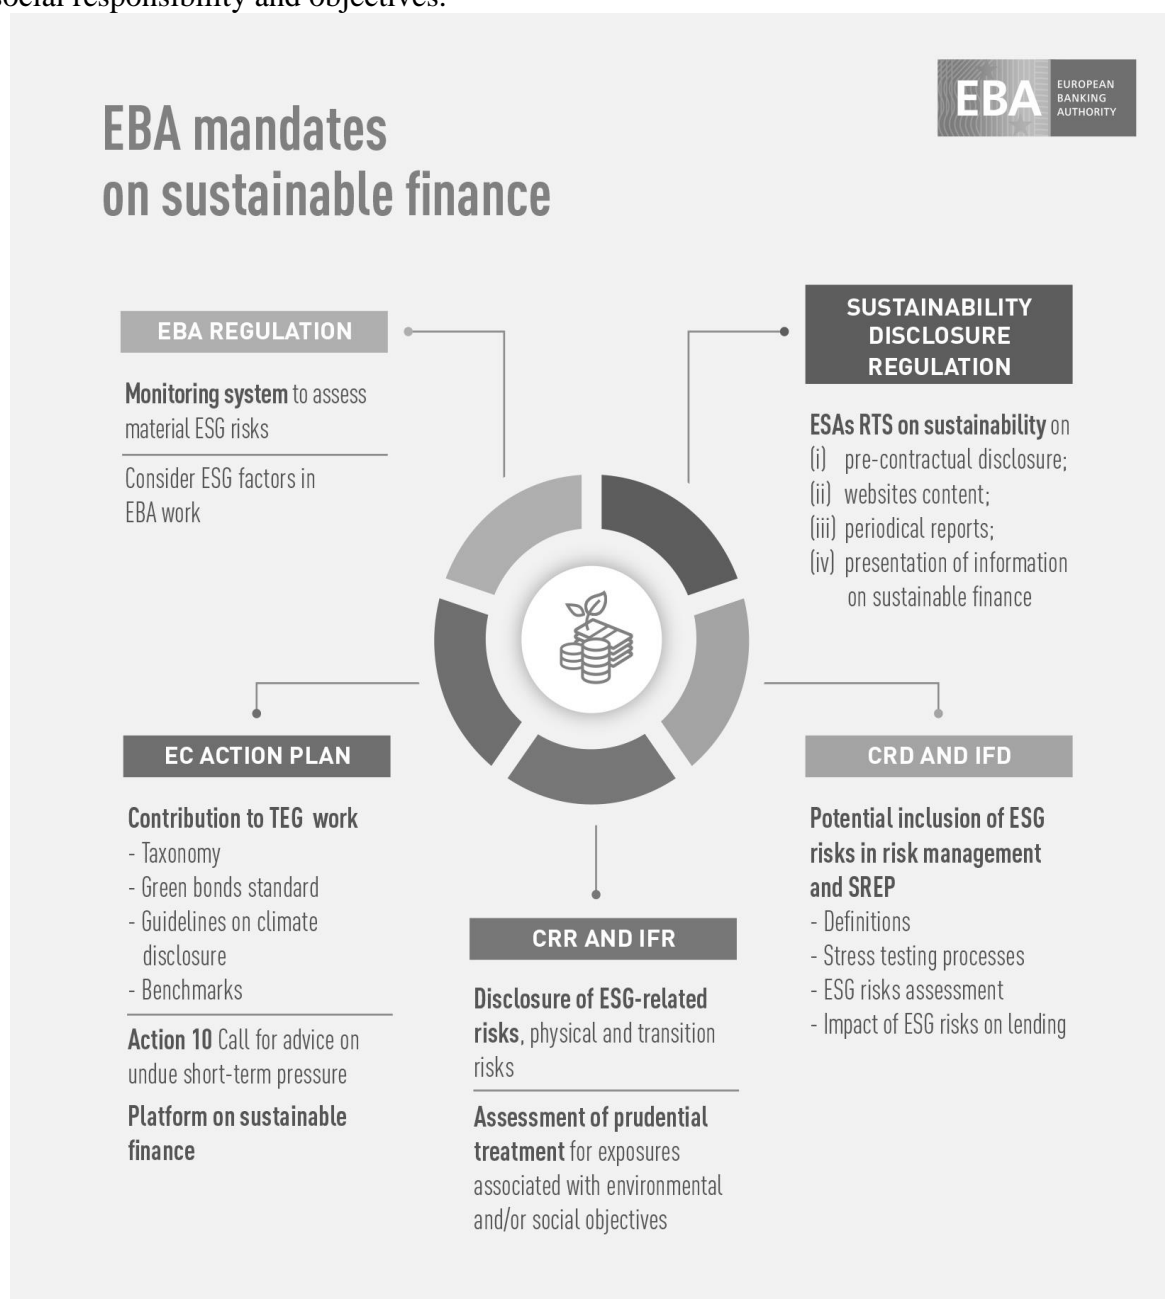 social responsibility and objectives.
EBA mandates
on sustainable finance
EBA
EUROPEAN
BANKING
AUTHORITY
EBA REGULATION
Monitoring system to assess
material ESG risks
Consider ESG factors in
EBA work
SUSTAINABILITY
DISCLOSURE
REGULATION
ESAs RTS on sustainability on
(i) pre-contractual disclosure;
(ii) websites content;
(iii) periodical reports;
(iv) presentation of information
on sustainable finance
EC ACTION PLAN
Contribution to TEG work
- Taxonomy
- Green bonds standard
- Guidelines on climate
disclosure
- Benchmarks
Action 10 Call for advice on
undue short-term pressure
Platform on sustainable
finance
CRR AND IFR
Disclosure of ESG-related
risks, physical and transition
risks
Assessment of prudential
treatment for exposures
associated with environmental
and/or social objectives
CRD AND IFD
Potential inclusion of ESG
risks in risk management
and SREP
- Definitions
- Stress testing processes
- ESG risks assessment
- Impact of ESG risks on lending